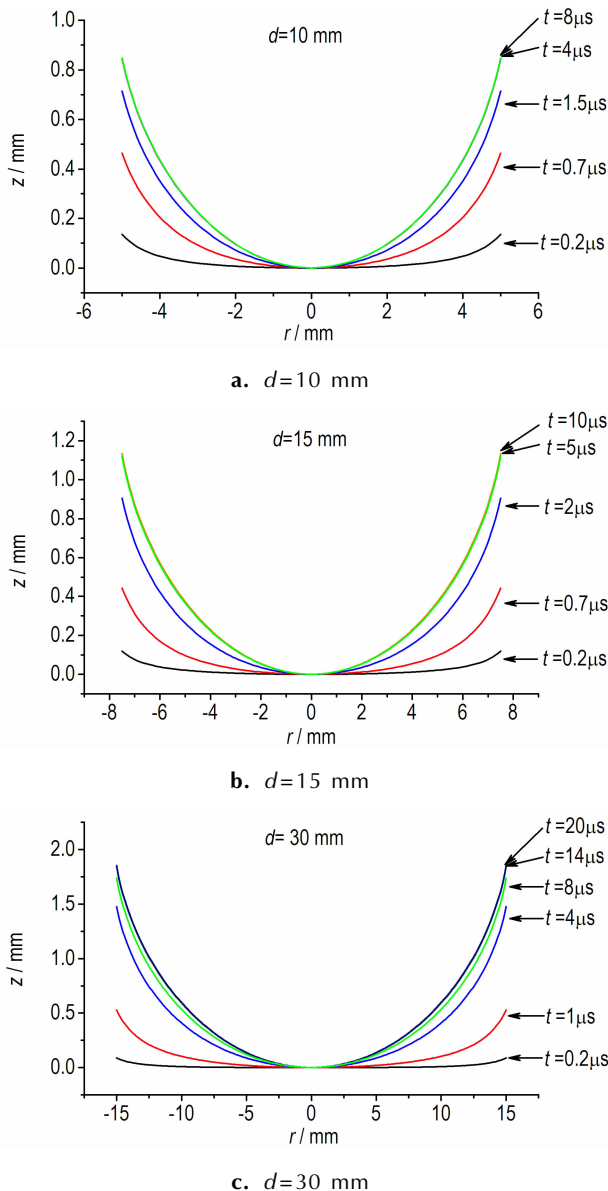 d=10 mm
t=8μs
t=4μs
t=1.5μs
t=0.7μs
t=0.2μs
1.0
0.8
0.6
0.4
0.2
0.0
z / mm
-6 -4 -2 0 2 4 6
r / mm
a. d=10 mm
d=15 mm
t=10μs
t=5μs
t=2μs
t=0.7μs
t=0.2μs
1.2
1.0
0.8
0.6
0.4
0.2
0.0
z / mm
-8 -6 -4 -2 0 2 4 6 8
r / mm
b. d=15 mm
d= 30 mm
t=20μs
t=14μs
t=8μs
t=4μs
t=1μs
t=0.2μs
2.0
1.5
1.0
0.5
0.0
z / mm
-15 -10 -5 0 5 10 15
r / mm
c. d=30 mm